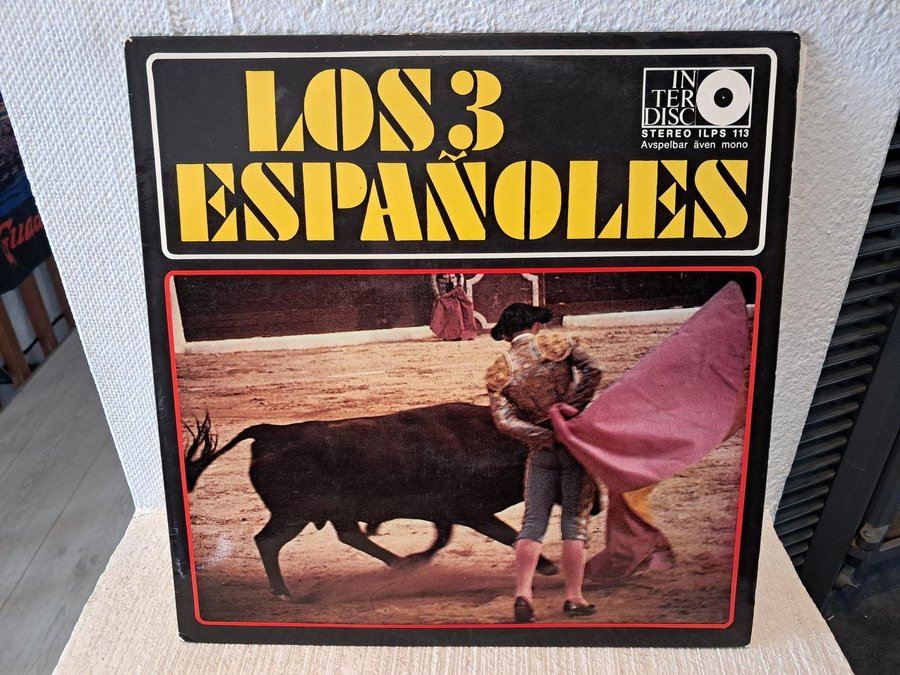 LOS 3
ESPAÑOLES
IN
TER
DISC
STEREO ILPS 113
Avspelbar även mono